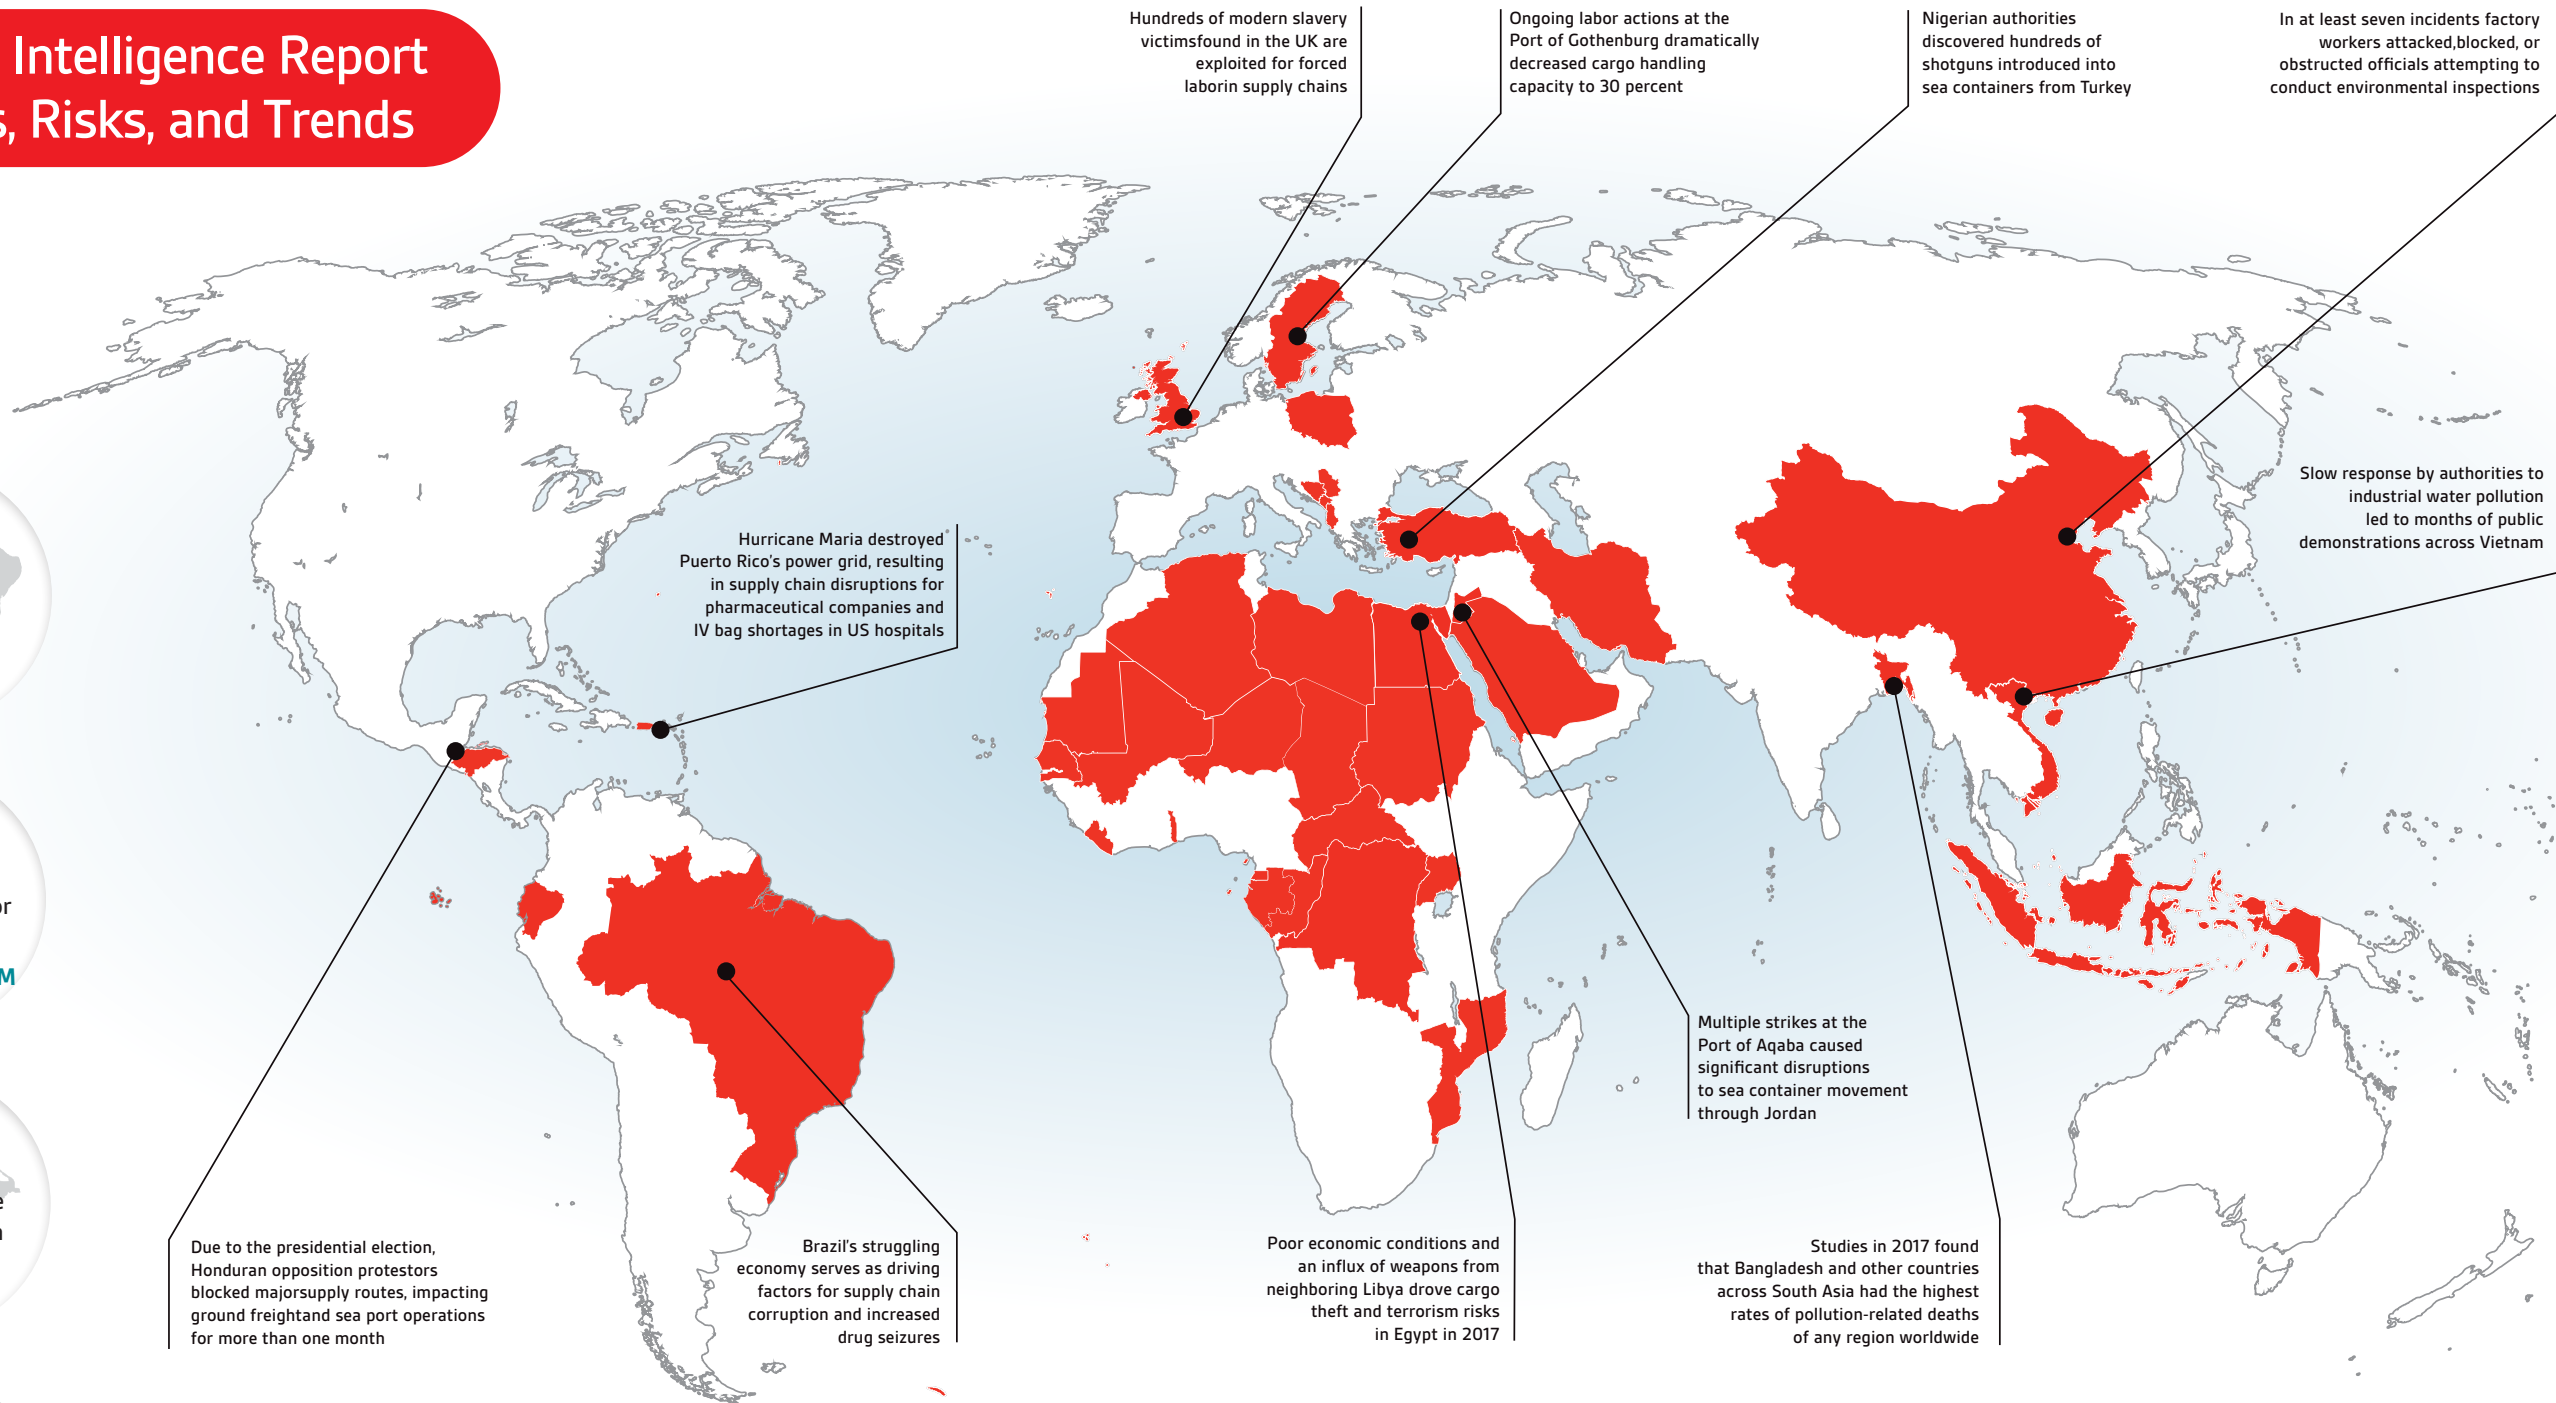 Intelligence Report
s, Risks, and Trends
Hundreds of modern slavery
victimsfound in the UK are
exploited for forced
laborin supply chains
Ongoing labor actions at the
Port of Gothenburg dramatically
decreased cargo handling
capacity to 30 percent
Nigerian authorities
discovered hundreds of
shotguns introduced into
sea containers from Turkey
In at least seven incidents factory
workers attacked,blocked, or
obstructed officials attempting to
conduct environmental inspections
Slow response by authorities to
industrial water pollution
led to months of public
demonstrations across Vietnam
Hurricane Maria destroyed
Puerto Rico's power grid, resulting
in supply chain disruptions for
pharmaceutical companies and
IV bag shortages in US hospitals
or
M
e
Multiple strikes at the
Port of Aqaba caused
significant disruptions
to sea container movement
through Jordan
Due to the presidential election,
Honduran opposition protestors
blocked majorsupply routes, impacting
ground freightand sea port operations
for more than one month
Brazil's struggling
economy serves as driving
factors for supply chain
corruption and increased
drug seizures
Poor economic conditions and
an influx of weapons from
neighboring Libya drove cargo
theft and terrorism risks
in Egypt in 2017
Studies in 2017 found
that Bangladesh and other countries
across South Asia had the highest
rates of pollution-related deaths
of any region worldwide